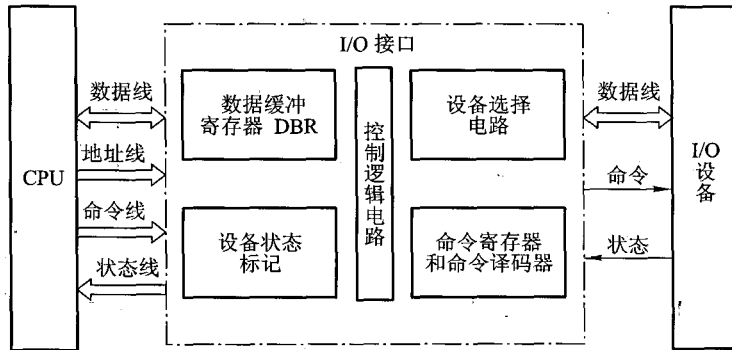 I/O 接口
CPU
数据线
地址线
命令线
状态线
数据缓冲
寄存器 DBR
设备状态
标记
控制逻辑电路
设备选择
电路
命令寄存器
和命令译码器
数据线
命令
状态
I/O
设备